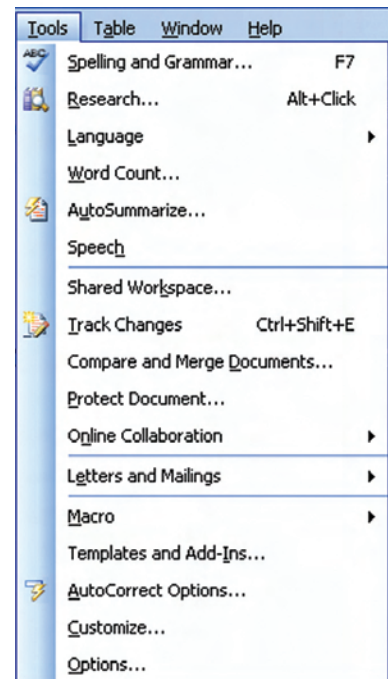 Tools Table Window Help
ABC
Spelling and Grammar... F7
Research... Alt+Click
Language
Word Count...
AutoSummarize...
Speech
Shared Workspace...
Track Changes Ctrl+Shift+E
Compare and Merge Documents...
Protect Document...
Online Collaboration
Letters and Mailings
Macro
Templates and Add-Ins...
AutoCorrect Options...
Customize...
Options...